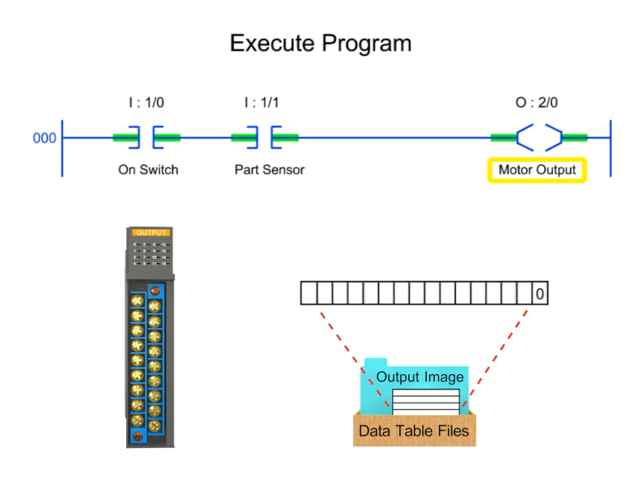 Execute Program
I : 1/0 I : 1/1 O : 2/0
000
On Switch Part Sensor Motor Output
OUTPUT
0
Output Image
Data Table Files